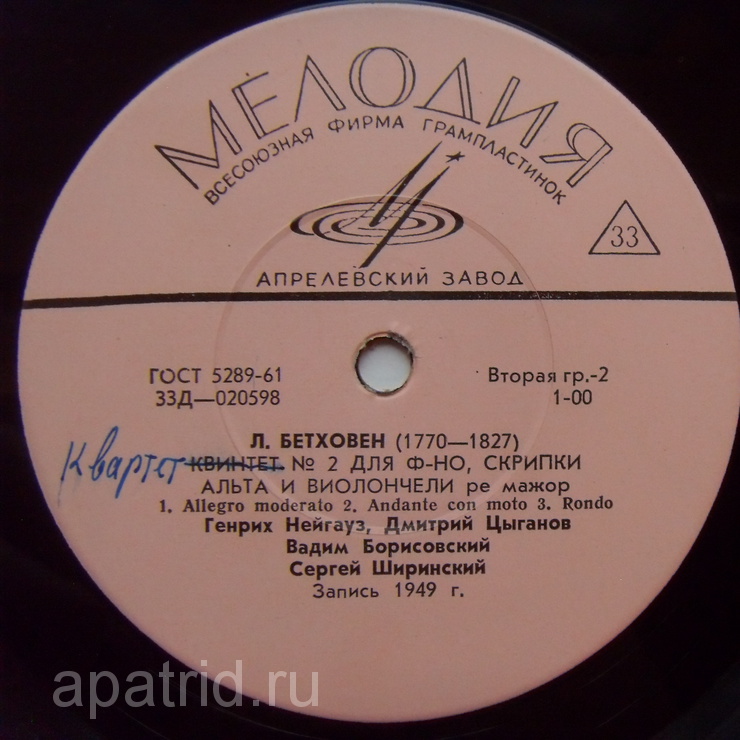 МЕЛОДИЯ
ВСЕСОЮЗНАЯ ФИРМА ГРАМПЛАСТИНОК
33
АПРЕЛЕВСКИЙ ЗАВОД
ГОСТ 5289-61
33Д—020598
Вторая гр.-2
1-00
Л. БЕТХОВЕН (1770—1827)
Квартет КВИНТЕТ № 2 ДЛЯ Ф-НО, СКРИПКИ
АЛЬТА И ВИОЛОНЧЕЛИ ре мажор
1. Allegro moderato 2. Andante con moto 3. Rondo
Генрих Нейгауз, Дмитрий Цыганов
Вадим Борисовский
Сергей Ширинский
Запись 1949 г.
apatrid.ru